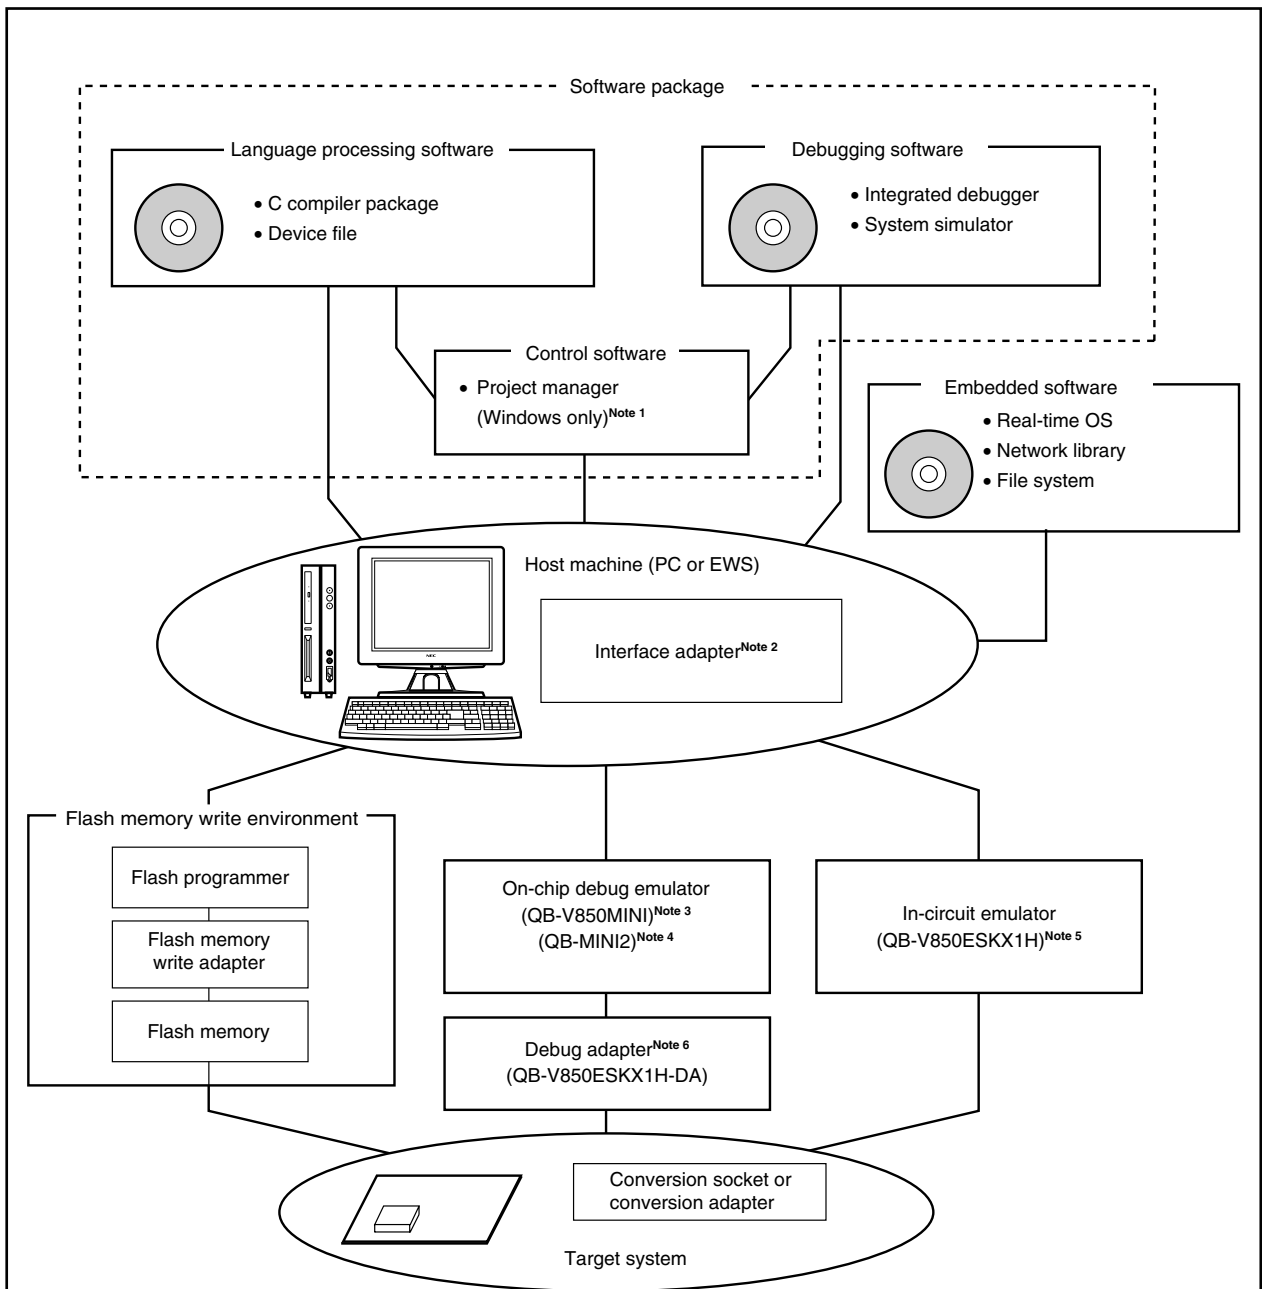 Software package
Language processing software
• C compiler package
• Device file
Debugging software
• Integrated debugger
• System simulator
Control software
• Project manager
(Windows only)Note 1
Embedded software
• Real-time OS
• Network library
• File system
Host machine (PC or EWS)
NEC
Interface adapterNote 2
Flash memory write environment
Flash programmer
Flash memory
write adapter
Flash memory
On-chip debug emulator
(QB-V850MINI)Note 3
(QB-MINI2)Note 4
In-circuit emulator
(QB-V850ESKX1H)Note 5
Debug adapterNote 6
(QB-V850ESKX1H-DA)
Conversion socket or
conversion adapter
Target system